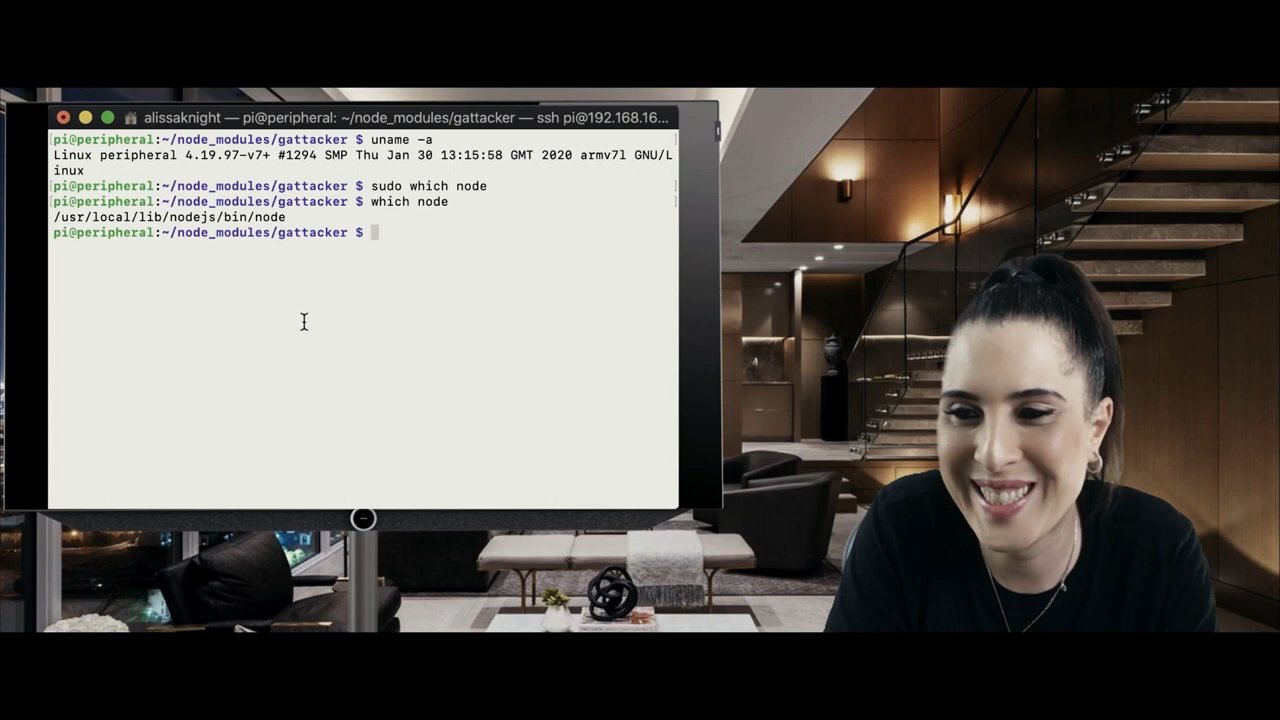 alissaknight — pi@peripheral: ~/node_modules/gattacker — ssh pi@192.168.16...
[pi@peripheral:~/node_modules/gattacker $ uname -a ]
Linux peripheral 4.19.97-v7+ #1294 SMP Thu Jan 30 13:15:58 GMT 2020 armv7l GNU/L
inux
[pi@peripheral:~/node_modules/gattacker $ sudo which node ]
[pi@peripheral:~/node_modules/gattacker $ which node ]
/usr/local/lib/nodejs/bin/node
pi@peripheral:~/node_modules/gattacker $